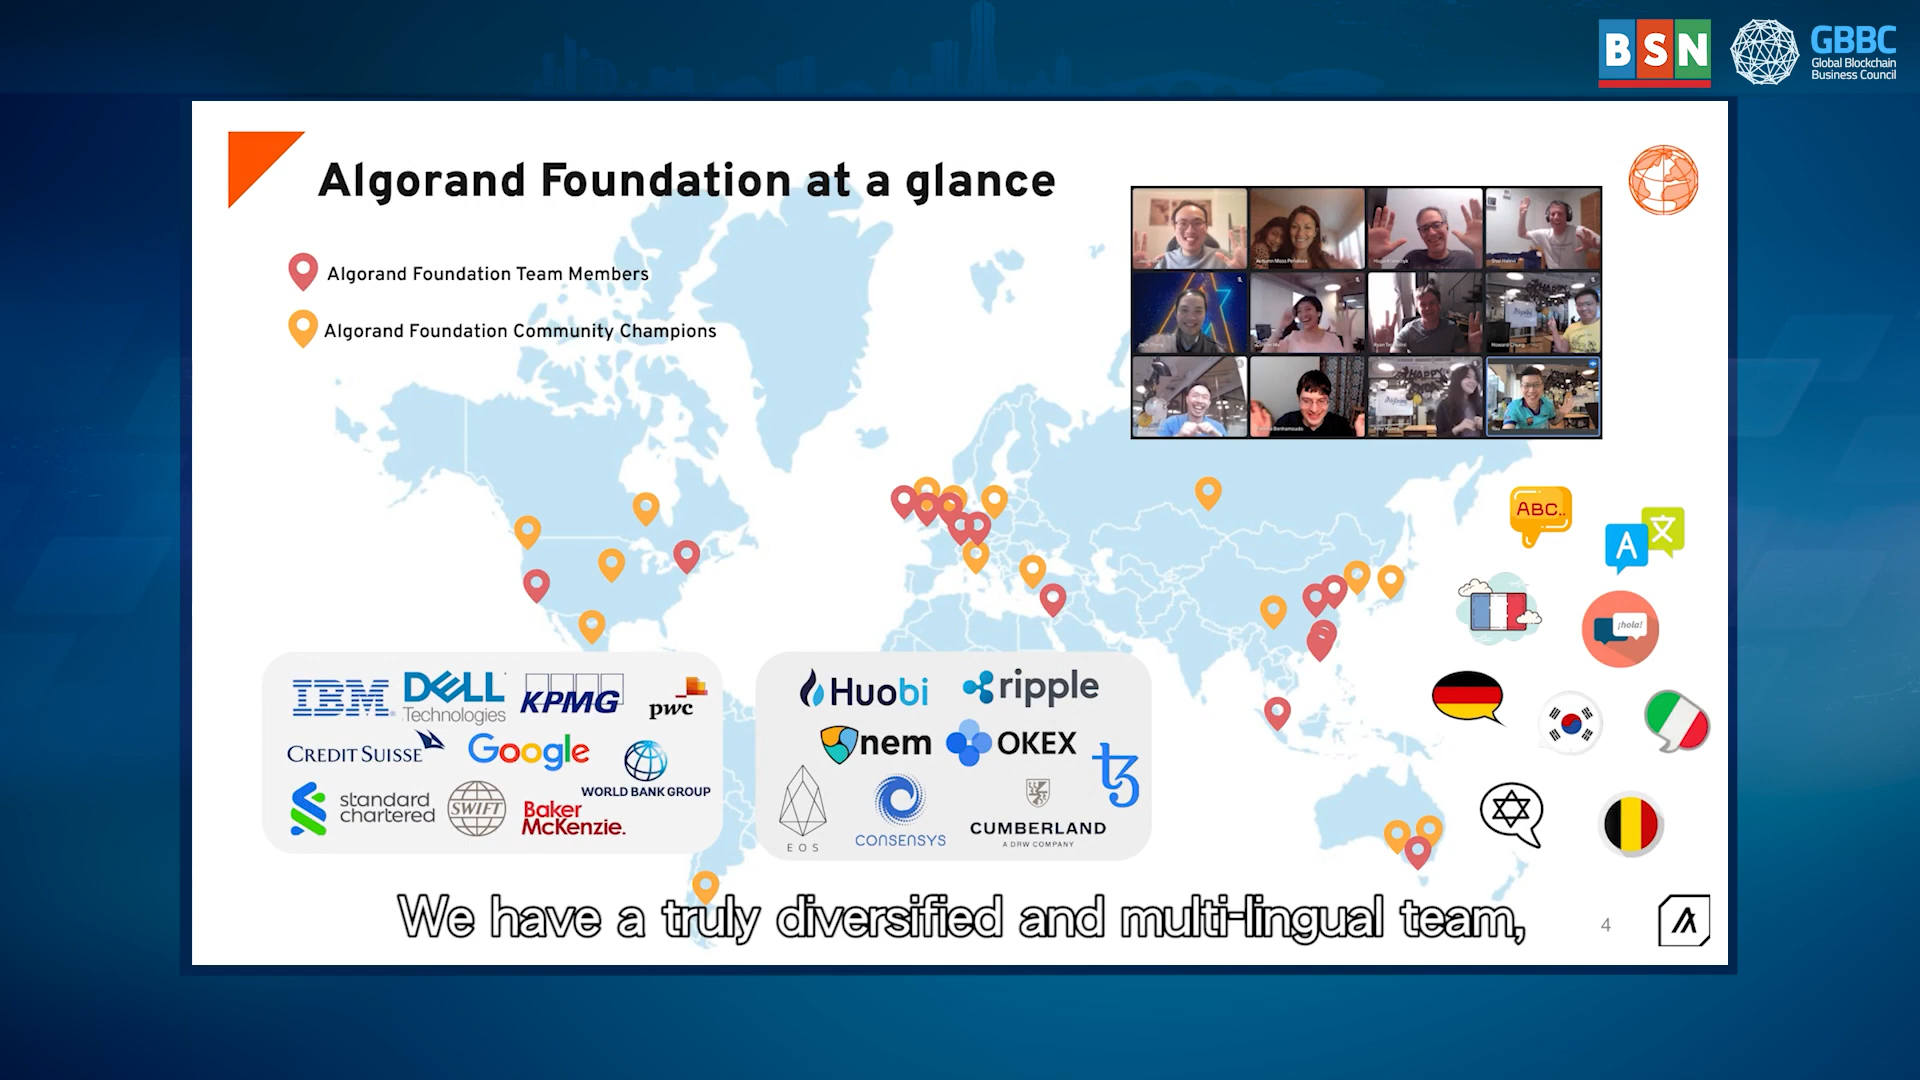 BSN
GBBC
Global Blockchain
Business Council
Algorand Foundation at a glance
Algorand Foundation Team Members
Algorand Foundation Community Champions
ABC..
A 文
¡hola!
IBM
DELL
Technologies
KPMG
pwc
CREDIT SUISSE
Google
WORLD BANK GROUP
standard
chartered
SWIFT
Baker
McKenzie.
Huobi
ripple
nem
OKEX
EOS
CONSENSYS
CUMBERLAND
A DRW COMPANY
We have a truly diversified and multi-lingual team,
4